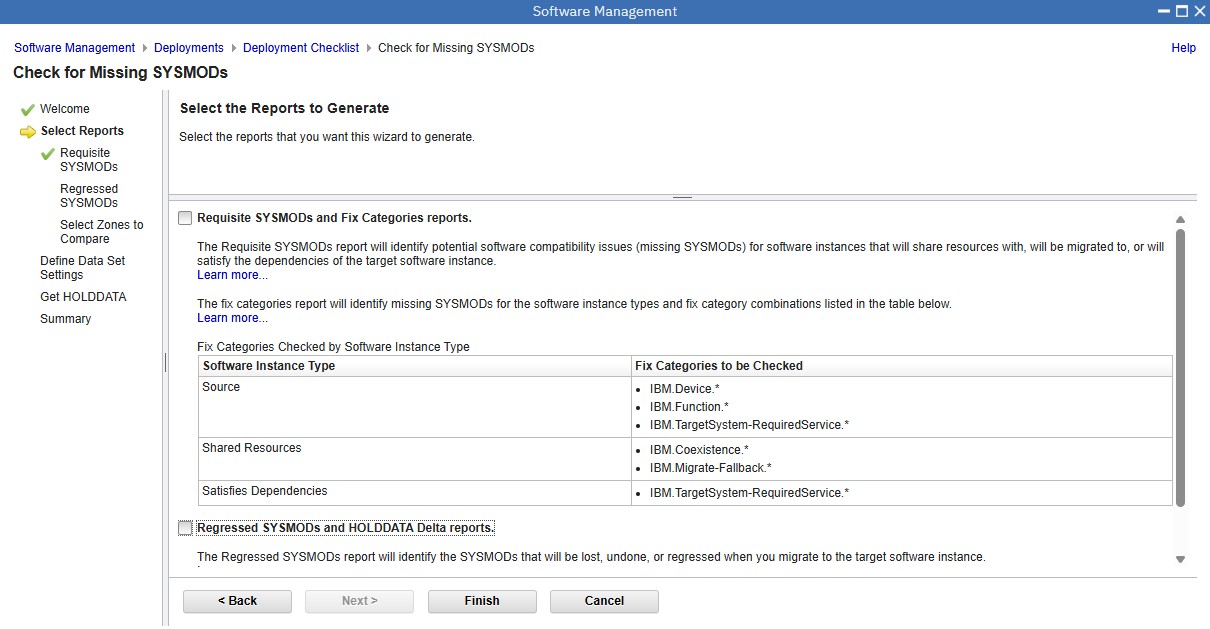 Software Management
Software Management Deployments Deployment Checklist Check for Missing SYSMODs Help
Check for Missing SYSMODs
Welcome
Select Reports
Requisite
SYSMODs
Regressed
SYSMODs
Select Zones to
Compare
Define Data Set
Settings
Get HOLDDATA
Summary
Select the Reports to Generate
Select the reports that you want this wizard to generate.
Requisite SYSMODs and Fix Categories reports.
The Requisite SYSMODs report will identify potential software compatibility issues (missing SYSMODs) for software instances that will share resources with, will be migrated to, or will
satisfy the dependencies of the target software instance.
Learn more...
The fix categories report will identify missing SYSMODs for the software instance types and fix category combinations listed in the table below.
Learn more...
Fix Categories Checked by Software Instance Type
Software Instance Type Fix Categories to be Checked
Source
• IBM.Device.*
• IBM.Function.*
• IBM.TargetSystem-RequiredService.*
Shared Resources
• IBM.Coexistence.*
• IBM.Migrate-Fallback.*
Satisfies Dependencies
• IBM.TargetSystem-RequiredService.*
Regressed SYSMODs and HOLDDATA Delta reports.
The Regressed SYSMODs report will identify the SYSMODs that will be lost, undone, or regressed when you migrate to the target software instance.
< Back Next > Finish Cancel